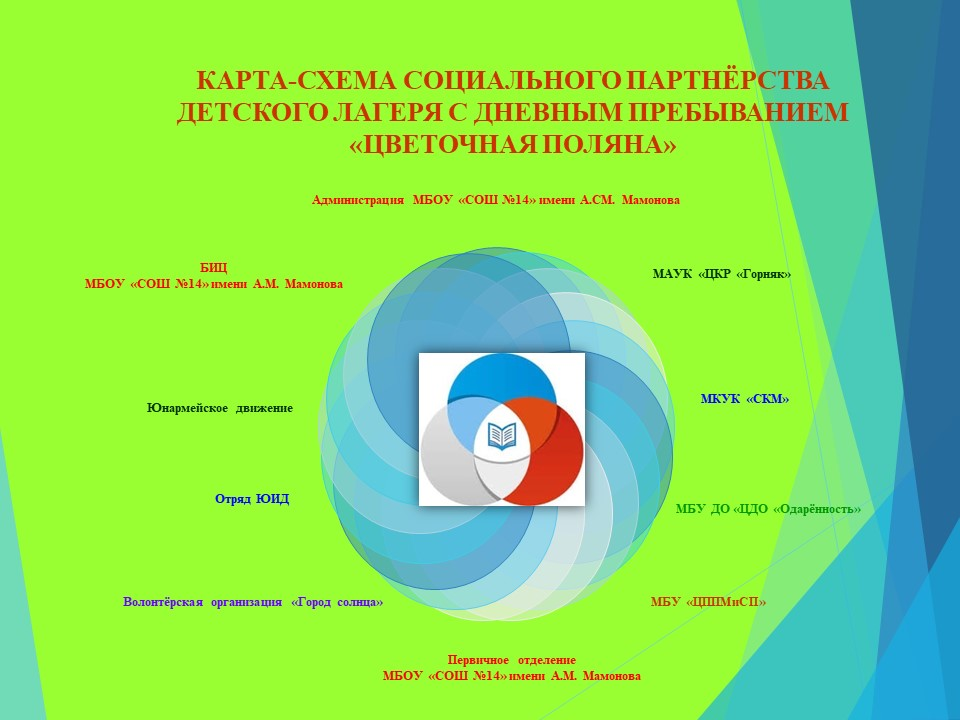 КАРТА-СХЕМА СОЦИАЛЬНОГО ПАРТНЁРСТВА
ДЕТСКОГО ЛАГЕРЯ С ДНЕВНЫМ ПРЕБЫВАНИЕМ
«ЦВЕТОЧНАЯ ПОЛЯНА»
Администрация МБОУ «СОШ №14» имени А.СМ. Мамонова
БИЦ
МБОУ «СОШ №14» имени А.М. Мамонова
МАУК «ЦКР «Горняк»
МКУК «СКМ»
Юнармейское движение
Отряд ЮИД
МБУ ДО «ЦДО «Одарённость»
Волонтёрская организация «Город солнца»
МБУ «ЦППМиСП»
Первичное отделение
МБОУ «СОШ №14» имени А.М. Мамонова